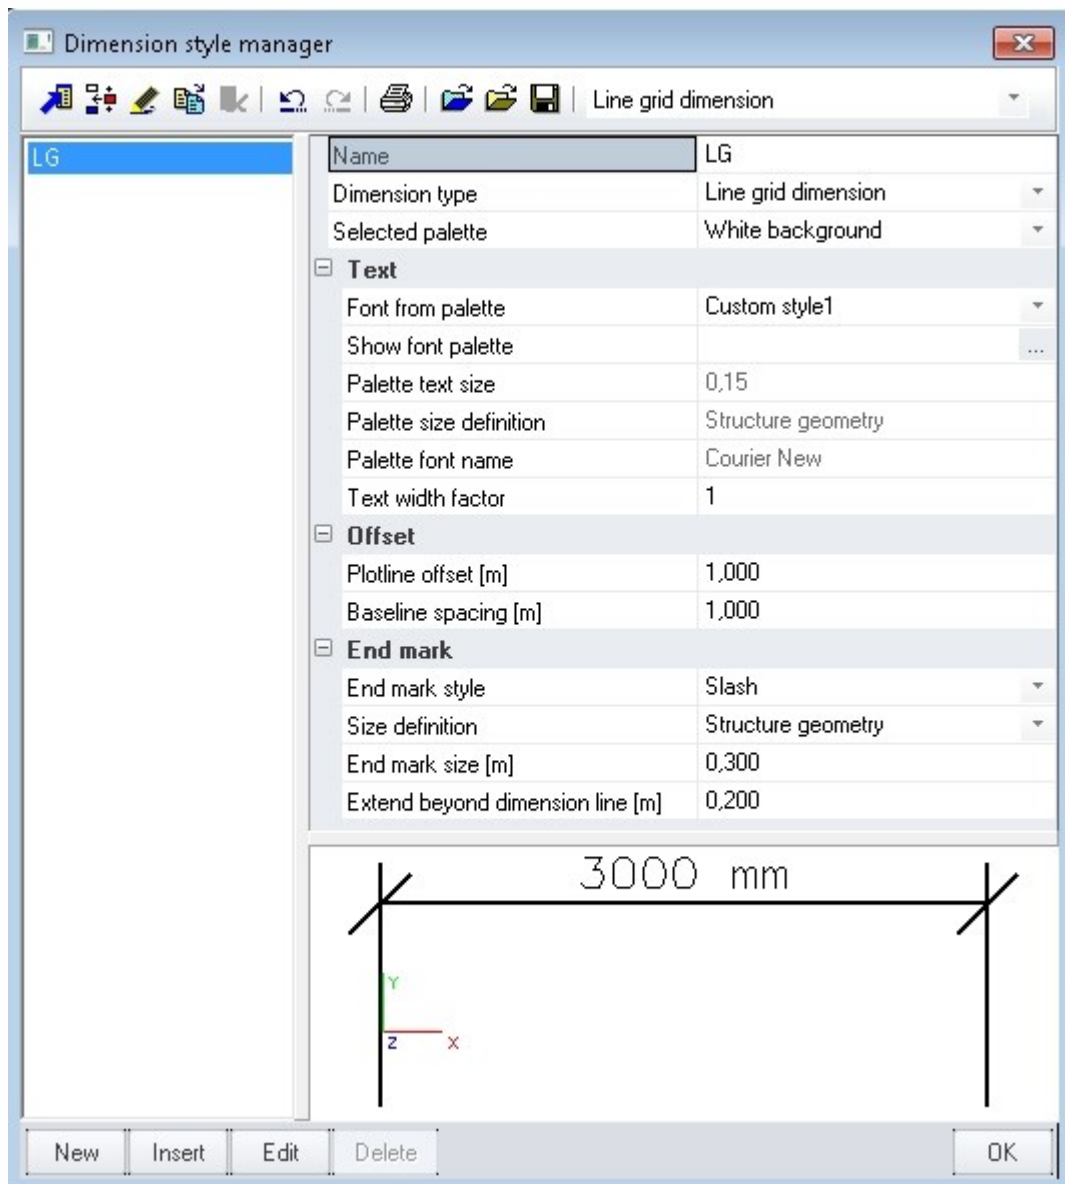 Dimension style manager
Line grid dimension
LG
Name LG
Dimension type Line grid dimension
Selected palette White background
Text
Font from palette Custom style1
Show font palette ...
Palette text size 0,15
Palette size definition Structure geometry
Palette font name Courier New
Text width factor 1
Offset
Plotline offset [m] 1,000
Baseline spacing [m] 1,000
End mark
End mark style Slash
Size definition Structure geometry
End mark size [m] 0,300
Extend beyond dimension line [m] 0,200
3000 mm
Y
Z X
New Insert Edit Delete OK